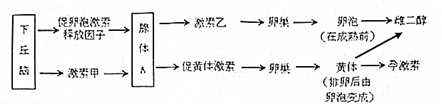 下丘脑
促卵泡激素
释放因子
激素甲
腺体A
激素乙
促黄体激素
卵巢
卵巢
卵泡
(在成熟前)
黄体
(排卵后由
卵泡变成)
雌二醇
孕激素